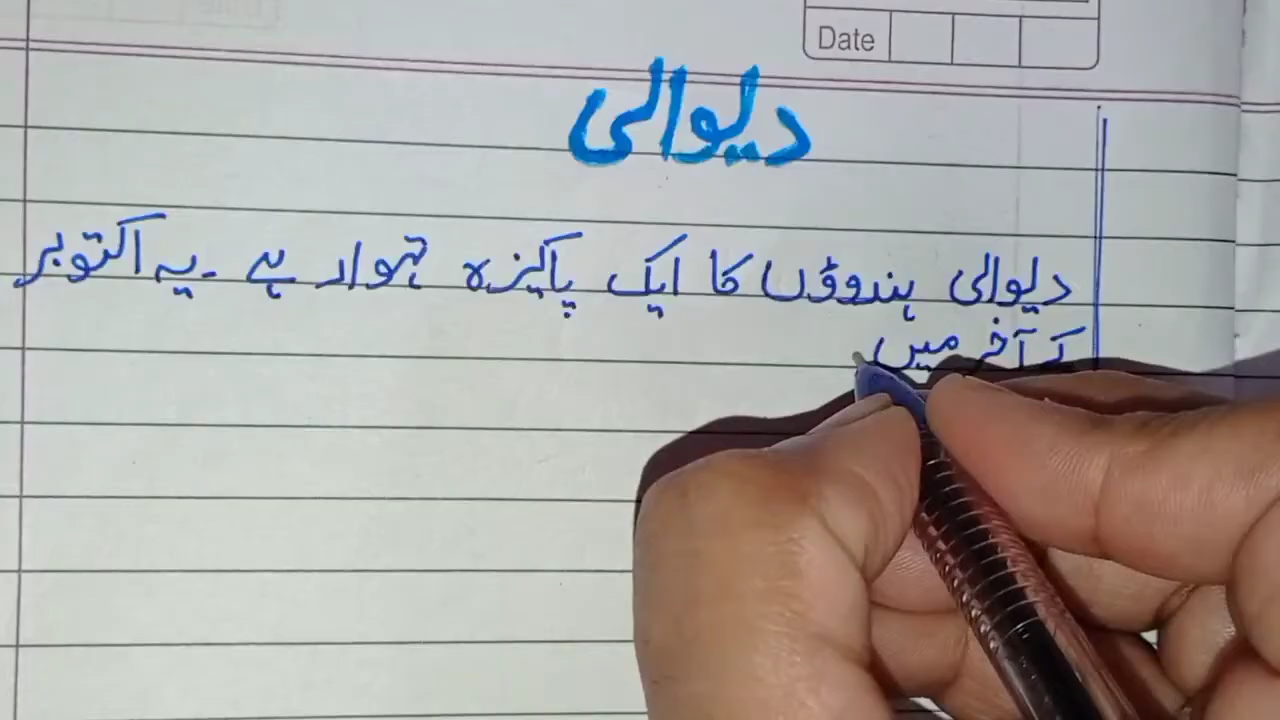 Date
دیوالی
دیوالی ہندوؤں کا ایک پاکیزہ تہوار ہے ۔ یہ اکتوبر
کے آخر میں